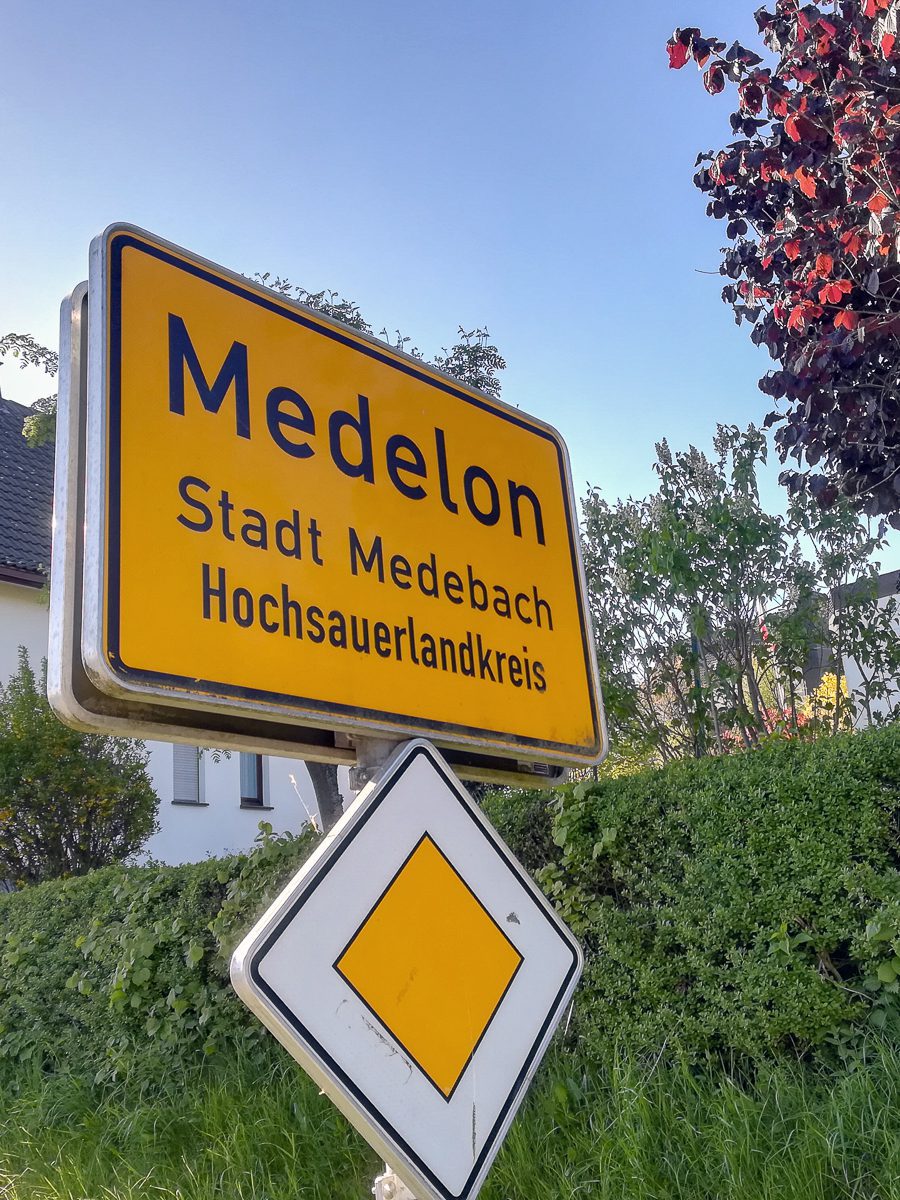 Medelon
Stadt Medebach
Hochsauerlandkreis